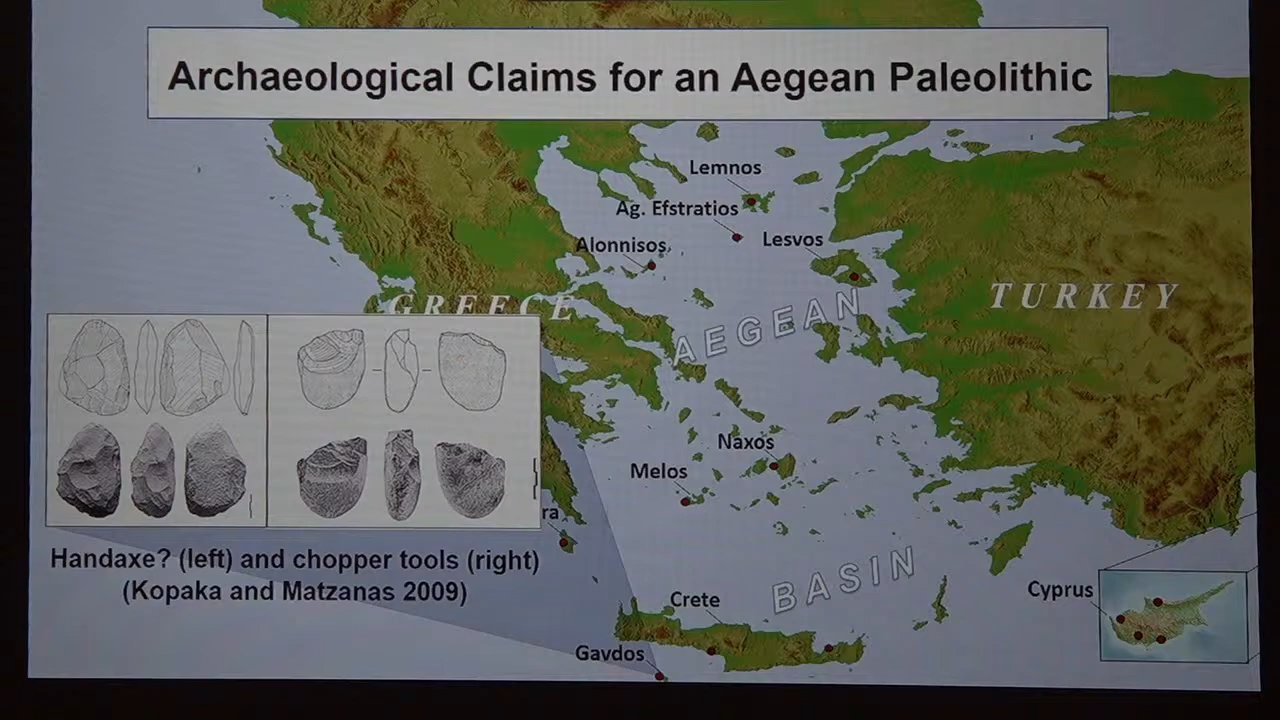 Archaeological Claims for an Aegean Paleolithic
Lemnos
Ag. Efstratios
Alonnisos
Lesvos
GREECE
AEGEAN
TURKEY
Naxos
Melos
ra
Handaxe? (left) and chopper tools (right)
(Kopaka and Matzanas 2009)
BASIN
Cyprus
Crete
Gavdos